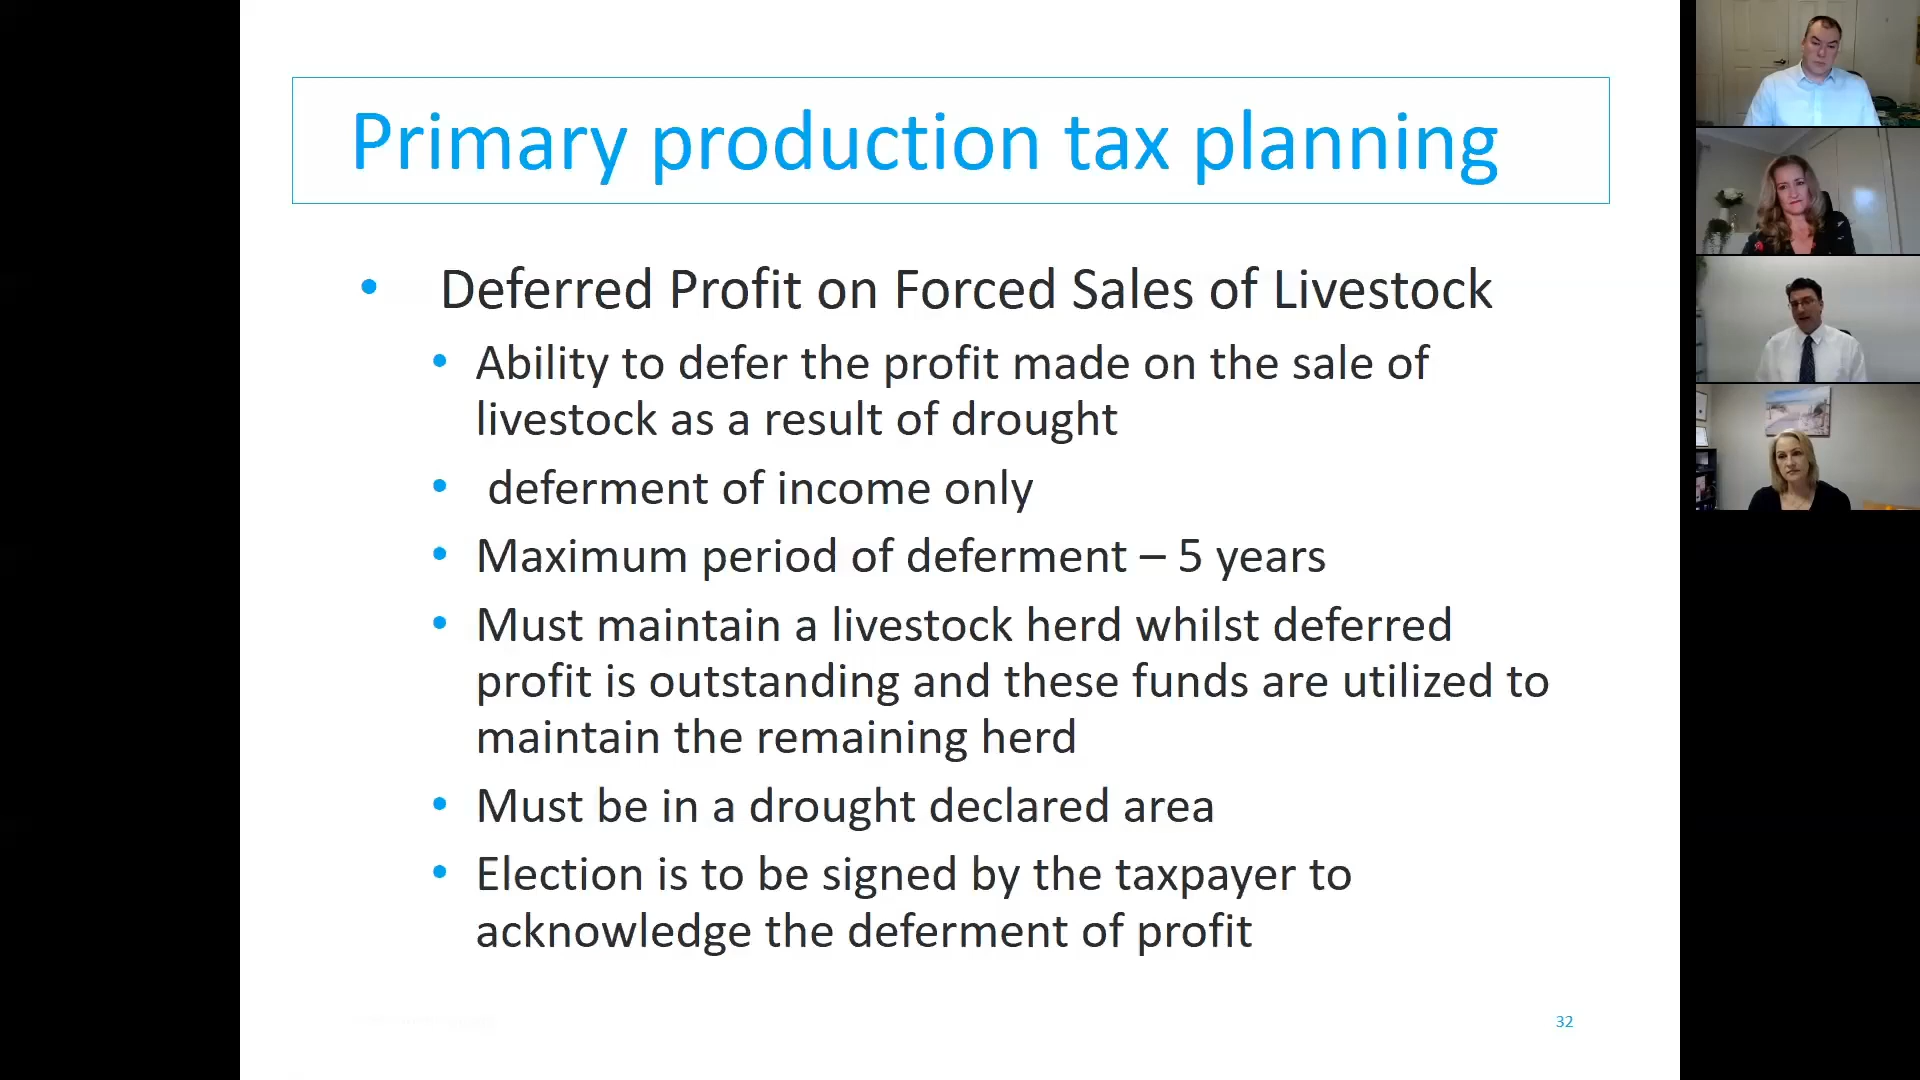 Primary production tax planning
• Deferred Profit on Forced Sales of Livestock
• Ability to defer the profit made on the sale of
livestock as a result of drought
• deferment of income only
• Maximum period of deferment – 5 years
• Must maintain a livestock herd whilst deferred
profit is outstanding and these funds are utilized to
maintain the remaining herd
• Must be in a drought declared area
• Election is to be signed by the taxpayer to
acknowledge the deferment of profit
32